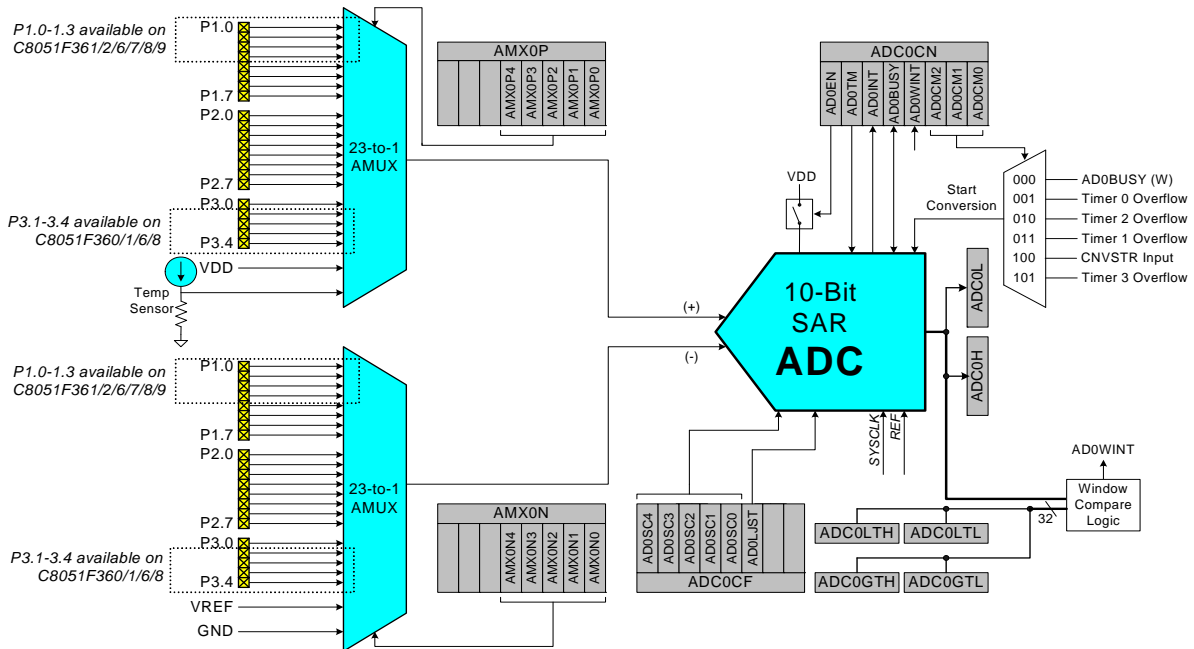 P1.0-1.3 available on
C8051F361/2/6/7/8/9
P1.0
P1.7
P2.0
P2.7
P3.0
P3.1-3.4 available on
C8051F360/1/6/8
P3.4
VDD
Temp
Sensor
23-to-1
AMUX
AMX0P
AMX0P4
AMX0P3
AMX0P2
AMX0P1
AMX0P0
ADC0CN
AD0EN
AD0TM
AD0INT
AD0BUSY
AD0WINT
AD0CM2
AD0CM1
AD0CM0
VDD
Start
Conversion
000
AD0BUSY (W)
001
Timer 0 Overflow
010
Timer 2 Overflow
011
Timer 1 Overflow
100
CNVSTR Input
101
Timer 3 Overflow
(+)
(-)
10-Bit
SAR
ADC
ADC0L
ADC0H
SYSCLK
REF
P1.0-1.3 available on
C8051F361/2/6/7/8/9
P1.0
P1.7
P2.0
P2.7
P3.0
P3.1-3.4 available on
C8051F360/1/6/8
P3.4
VREF
GND
23-to-1
AMUX
AMX0N4
AMX0N3
AMX0N2
AMX0N1
AMX0N0
AMX0N
AD0SC4
AD0SC3
AD0SC2
AD0SC1
AD0SC0
AD0LJST
ADC0CF
AD0WINT
Window
Compare
Logic
32
ADC0LTH
ADC0LTL
ADC0GTH
ADC0GTL